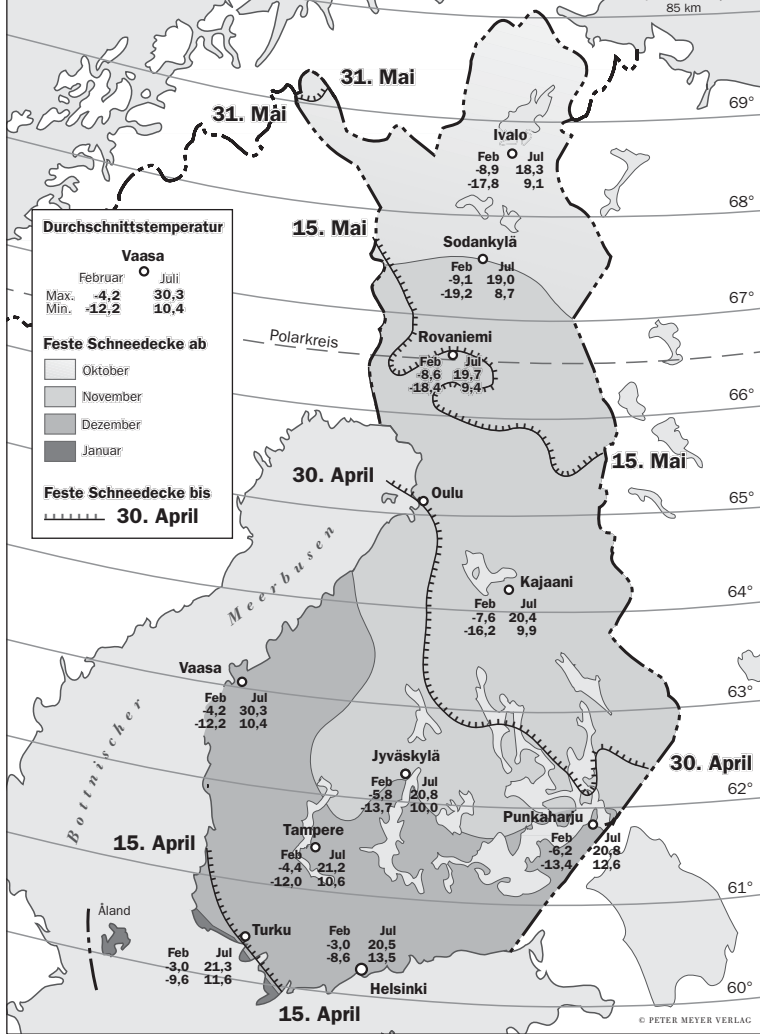 85 km
31. Mai
69°
31. Mai
Ivalo
Feb Jul
-8,9 18,3
-17,8 9,1
68°
15. Mai
Sodankylä
Feb Jul
-9,1 19,0
-19,2 8,7
67°
Polarkreis
Rovaniemi
Feb Jul
-8,6 19,7
-18,4 9,4
66°
15. Mai
Durchschnittstemperatur
Vaasa
Februar Juli
Max. -4,2 30,3
Min. -12,2 10,4
Feste Schneedecke ab
Oktober
November
Dezember
Januar
Feste Schneedecke bis
30. April
30. April
Oulu
65°
Kajaani
Feb Jul
-7,6 20,4
-16,2 9,9
64°
Bottnischer Meerbusen
Vaasa
Feb Jul
-4,2 30,3
-12,2 10,4
63°
30. April
Jyväskylä
Feb Jul
-5,8 20,8
-13,7 10,0
62°
Punkaharju
Feb Jul
-6,2 20,8
-13,4 12,6
Tampere
Feb Jul
-4,4 21,2
-12,0 10,6
15. April
61°
Åland
Turku
Feb Jul
-3,0 21,3
-9,6 11,6
Feb Jul
-3,0 20,5
-8,6 13,5
Helsinki
60°
15. April
© PETER MEYER VERLAG